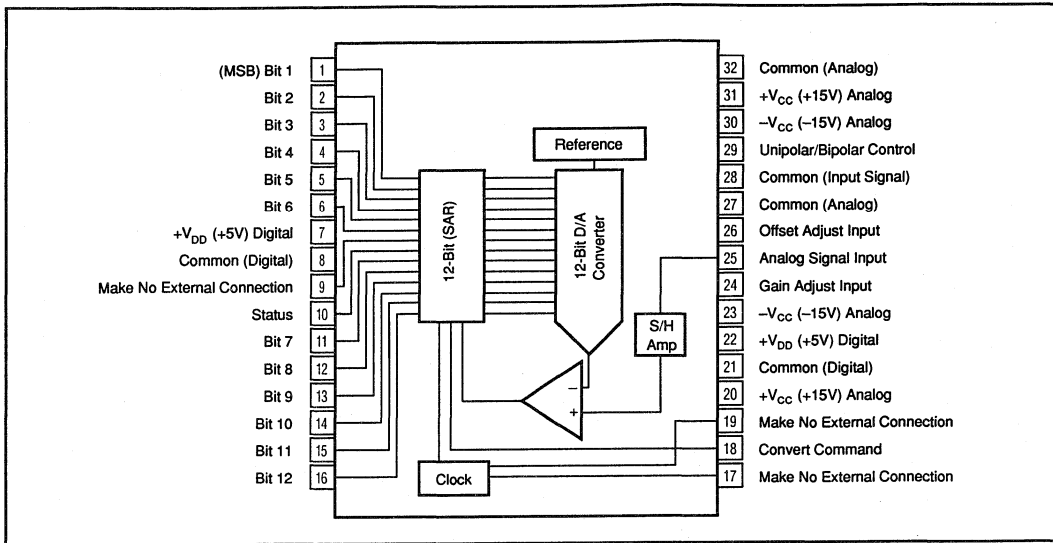 (MSB) Bit 1 1
Bit 2 2
Bit 3 3
Bit 4 4
Bit 5 5
Bit 6 6
+VDD (+5V) Digital 7
Common (Digital) 8
Make No External Connection 9
Status 10
Bit 7 11
Bit 8 12
Bit 9 13
Bit 10 14
Bit 11 15
Bit 12 16
12-Bit (SAR)
Reference
12-Bit D/A
Converter
S/H
Amp
–
+
Clock
32 Common (Analog)
31 +VCC (+15V) Analog
30 –VCC (–15V) Analog
29 Unipolar/Bipolar Control
28 Common (Input Signal)
27 Common (Analog)
26 Offset Adjust Input
25 Analog Signal Input
24 Gain Adjust Input
23 –VCC (–15V) Analog
22 +VDD (+5V) Digital
21 Common (Digital)
20 +VCC (+15V) Analog
19 Make No External Connection
18 Convert Command
17 Make No External Connection